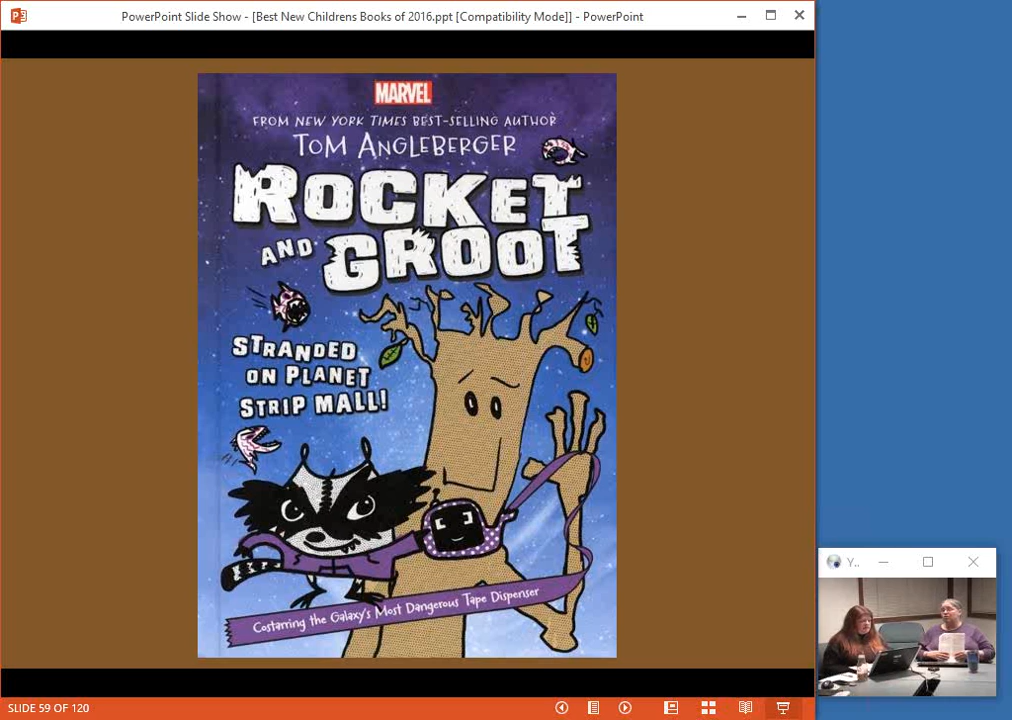 PowerPoint Slide Show - [Best New Childrens Books of 2016.ppt [Compatibility Mode]] - PowerPoint
MARVEL
FROM NEW YORK TIMES BEST-SELLING AUTHOR
TOM ANGLEBERGER
ROCKET
AND GROOT
STRANDED
ON PLANET
STRIP MALL!
Costarring the Galaxy's Most Dangerous Tape Dispenser
Y..
SLIDE 59 OF 120